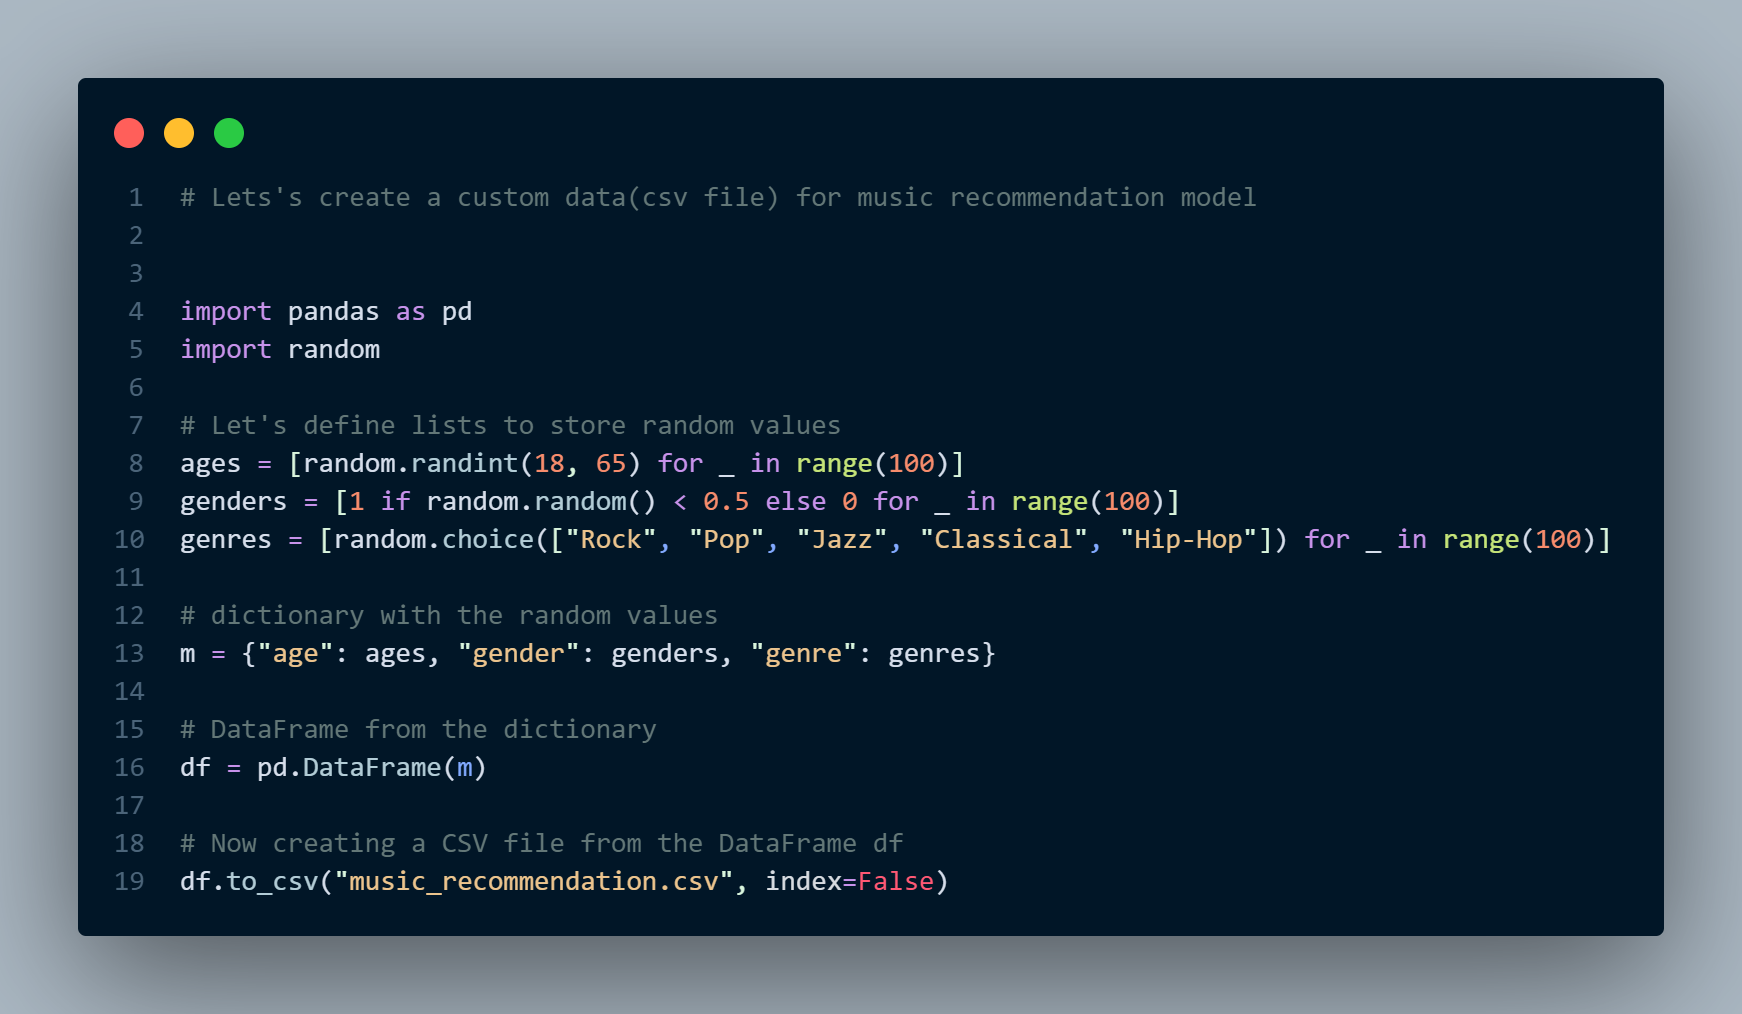 1 # Lets's create a custom data(csv file) for music recommendation model
2
3
4 import pandas as pd
5 import random
6
7 # Let's define lists to store random values
8 ages = [random.randint(18, 65) for _ in range(100)]
9 genders = [1 if random.random() < 0.5 else 0 for _ in range(100)]
10 genres = [random.choice(["Rock", "Pop", "Jazz", "Classical", "Hip-Hop"]) for _ in range(100)]
11
12 # dictionary with the random values
13 m = {"age": ages, "gender": genders, "genre": genres}
14
15 # DataFrame from the dictionary
16 df = pd.DataFrame(m)
17
18 # Now creating a CSV file from the DataFrame df
19 df.to_csv("music_recommendation.csv", index=False)